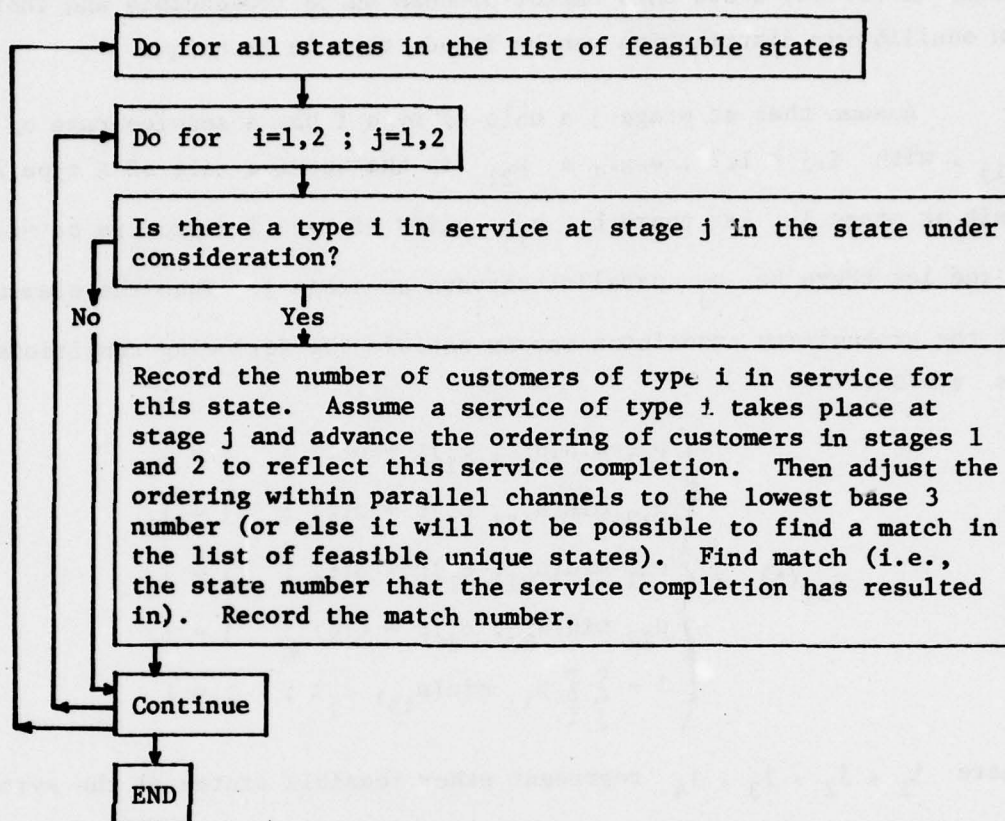 Do for all states in the list of feasible states
Do for i=1,2 ; j=1,2
Is there a type i in service at stage j in the state under
consideration?
No Yes
Record the number of customers of type i in service for
this state. Assume a service of type i takes place at
stage j and advance the ordering of customers in stages 1
and 2 to reflect this service completion. Then adjust the
ordering within parallel channels to the lowest base 3
number (or else it will not be possible to find a match in
the list of feasible unique states). Find match (i.e.,
the state number that the service completion has resulted
in). Record the match number.
Continue
END